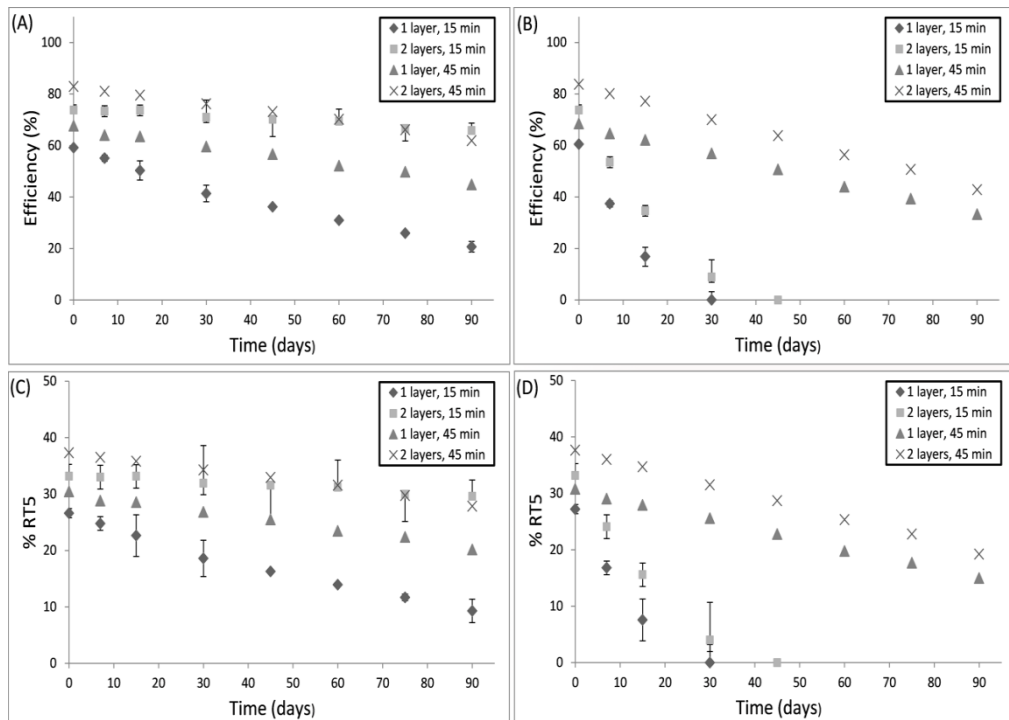 (A)
1 layer, 15 min
2 layers, 15 min
1 layer, 45 min
2 layers, 45 min
100
80
60
40
20
0
Efficiency (%)
0 10 20 30 40 50 60 70 80 90
Time (days)
(B)
1 layer, 15 min
2 layers, 15 min
1 layer, 45 min
2 layers, 45 min
100
80
60
40
20
0
Efficiency (%)
0 10 20 30 40 50 60 70 80 90
Time (days)
(C)
1 layer, 15 min
2 layers, 15 min
1 layer, 45 min
2 layers, 45 min
50
40
30
20
10
0
% RT5
0 10 20 30 40 50 60 70 80 90
Time (days)
(D)
1 layer, 15 min
2 layers, 15 min
1 layer, 45 min
2 layers, 45 min
50
40
30
20
10
0
% RT5
0 10 20 30 40 50 60 70 80 90
Time (days)